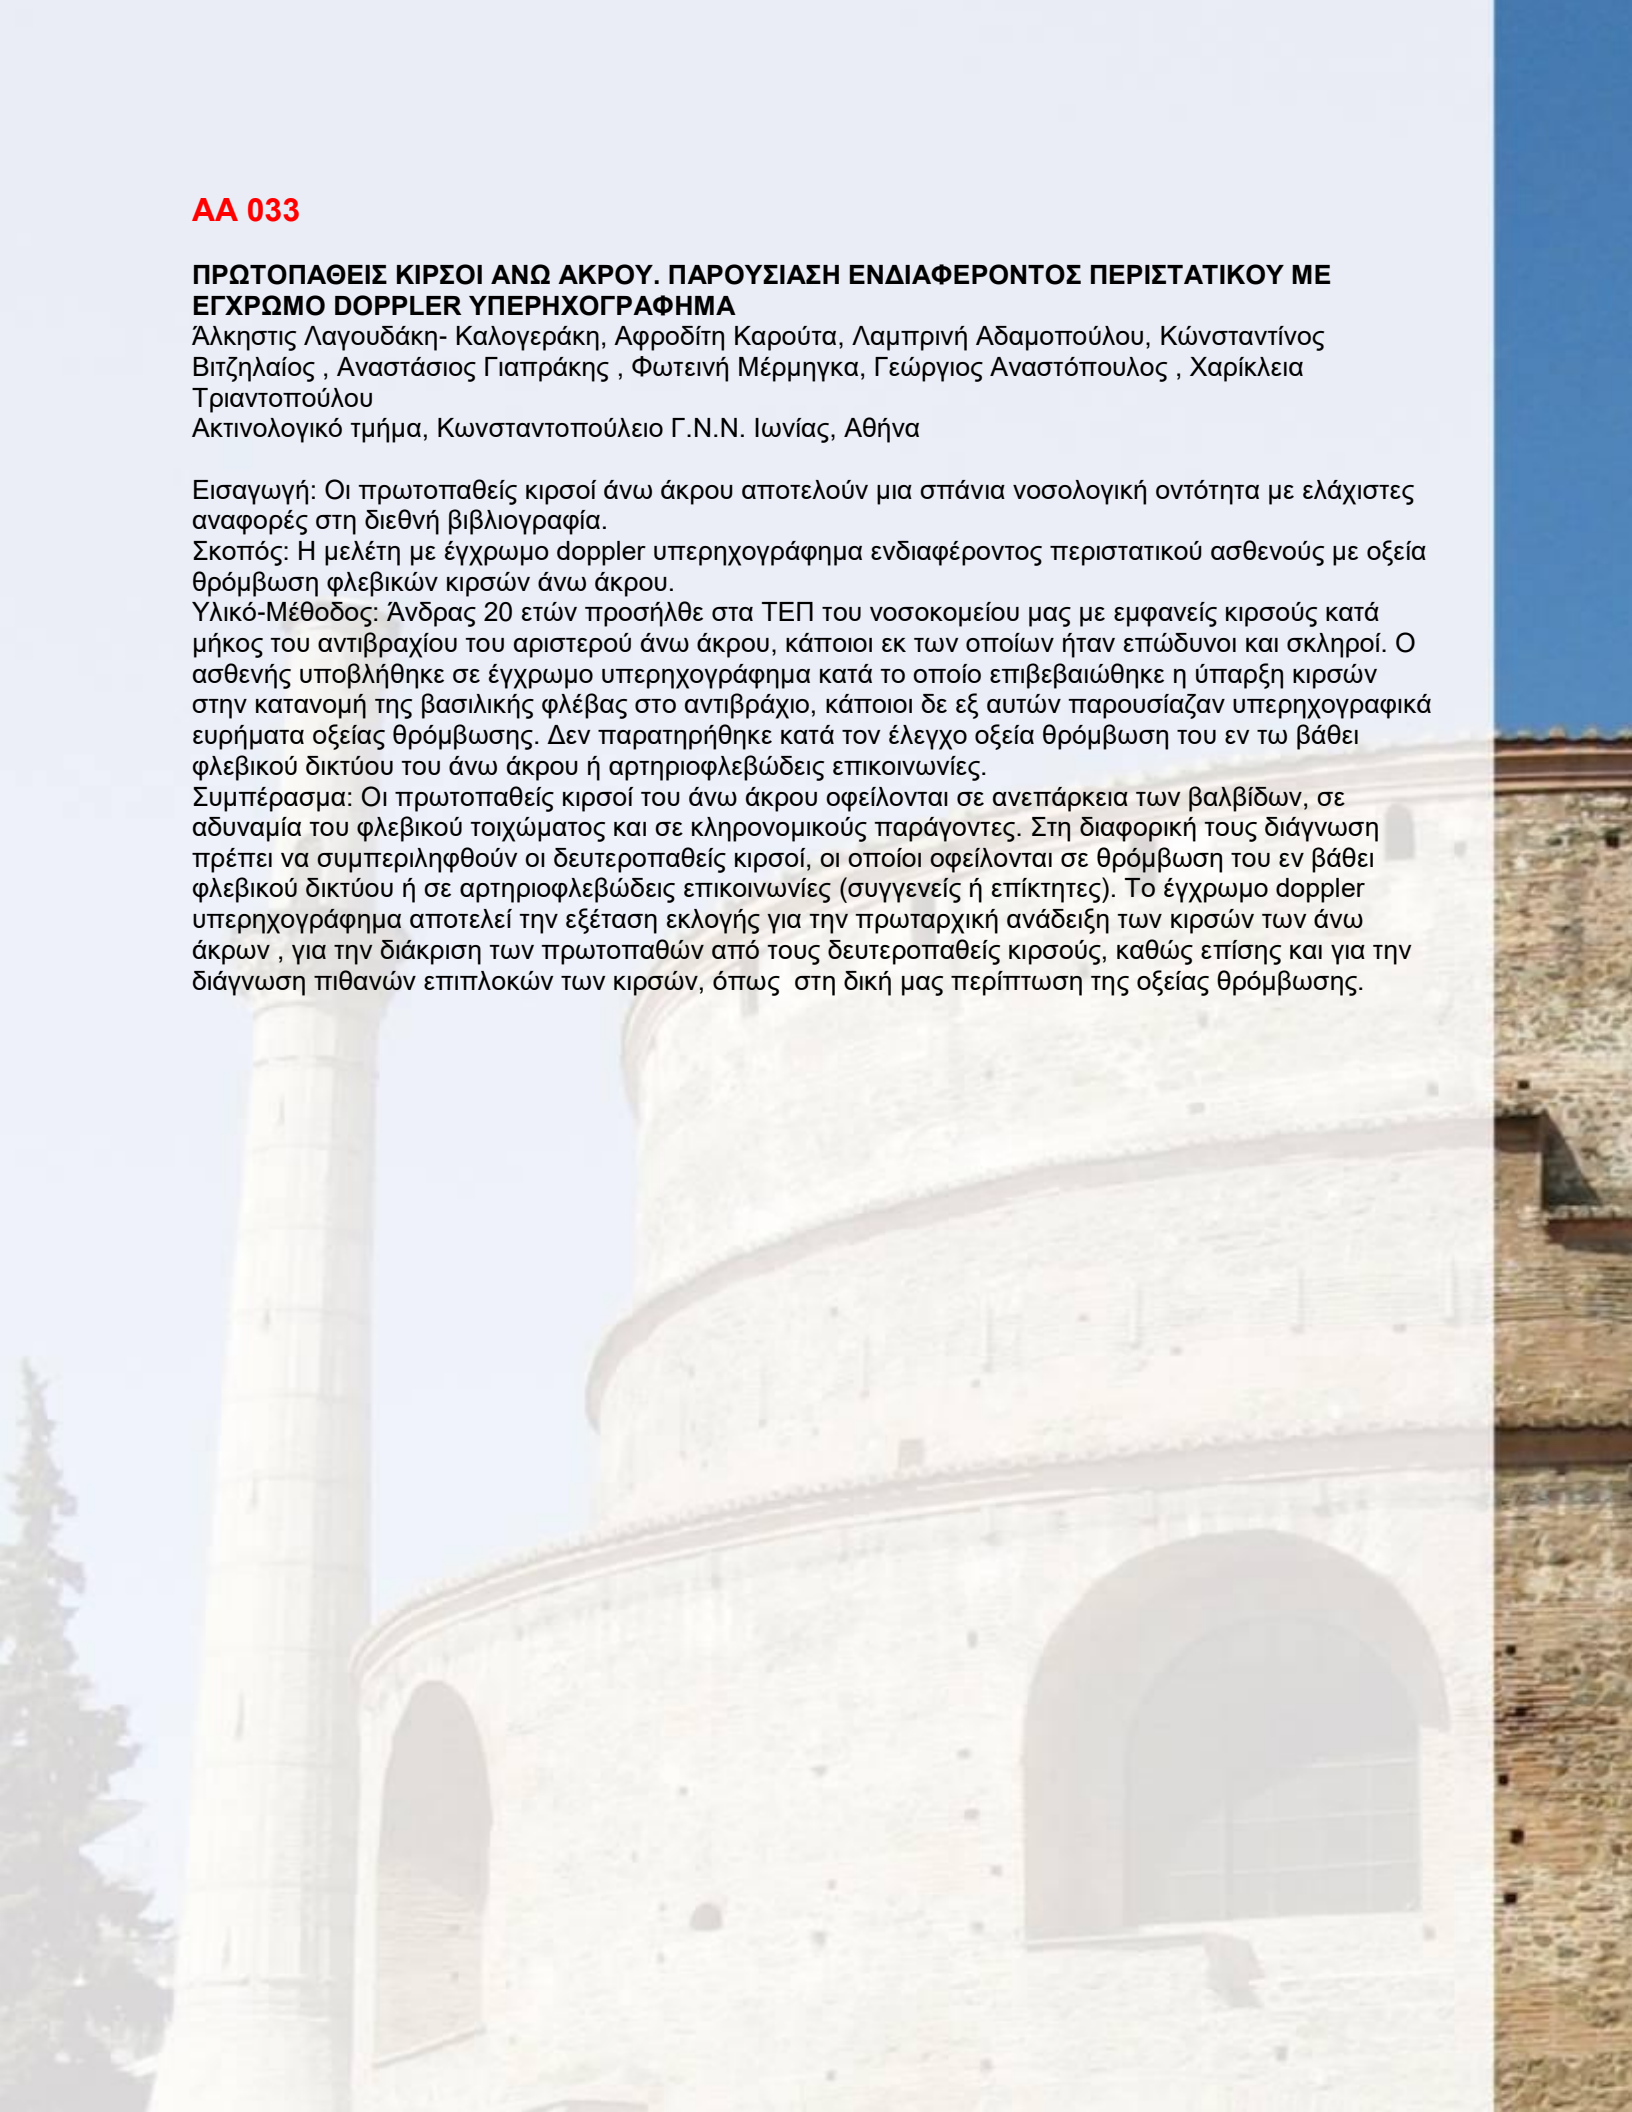 ΑΑ 033
ΠΡΩΤΟΠΑΘΕΙΣ ΚΙΡΣΟΙ ΑΝΩ ΑΚΡΟΥ. ΠΑΡΟΥΣΙΑΣΗ ΕΝΔΙΑΦΕΡΟΝΤΟΣ ΠΕΡΙΣΤΑΤΙΚΟΥ ΜΕ
ΕΓΧΡΩΜΟ DOPPLER ΥΠΕΡΗΧΟΓΡΑΦΗΜΑ
Άλκηστις Λαγουδάκη- Καλογεράκη, Αφροδίτη Καρούτα, Λαμπρινή Αδαμοπούλου, Κώνσταντίνος
Βιτζηλαίος , Αναστάσιος Γιαπράκης , Φωτεινή Μέρμηγκα, Γεώργιος Αναστόπουλος , Χαρίκλεια
Τριαντοπούλου
Ακτινολογικό τμήμα, Κωνσταντοπούλειο Γ.Ν.Ν. Ιωνίας, Αθήνα
Εισαγωγή: Οι πρωτοπαθείς κιρσοί άνω άκρου αποτελούν μια σπάνια νοσολογική οντότητα με ελάχιστες
αναφορές στη διεθνή βιβλιογραφία.
Σκοπός: Η μελέτη με έγχρωμο doppler υπερηχογράφημα ενδιαφέροντος περιστατικού ασθενούς με οξεία
θρόμβωση φλεβικών κιρσών άνω άκρου.
Υλικό-Μέθοδος: Άνδρας 20 ετών προσήλθε στα ΤΕΠ του νοσοκομείου μας με εμφανείς κιρσούς κατά
μήκος του αντιβραχίου του αριστερού άνω άκρου, κάποιοι εκ των οποίων ήταν επώδυνοι και σκληροί. Ο
ασθενής υποβλήθηκε σε έγχρωμο υπερηχογράφημα κατά το οποίο επιβεβαιώθηκε η ύπαρξη κιρσών
στην κατανομή της βασιλικής φλέβας στο αντιβράχιο, κάποιοι δε εξ αυτών παρουσίαζαν υπερηχογραφικά
ευρήματα οξείας θρόμβωσης. Δεν παρατηρήθηκε κατά τον έλεγχο οξεία θρόμβωση του εν τω βάθει
φλεβικού δικτύου του άνω άκρου ή αρτηριοφλεβώδεις επικοινωνίες.
Συμπέρασμα: Οι πρωτοπαθείς κιρσοί του άνω άκρου οφείλονται σε ανεπάρκεια των βαλβίδων, σε
αδυναμία του φλεβικού τοιχώματος και σε κληρονομικούς παράγοντες. Στη διαφορική τους διάγνωση
πρέπει να συμπεριληφθούν οι δευτεροπαθείς κιρσοί, οι οποίοι οφείλονται σε θρόμβωση του εν βάθει
φλεβικού δικτύου ή σε αρτηριοφλεβώδεις επικοινωνίες (συγγενείς ή επίκτητες). Το έγχρωμο doppler
υπερηχογράφημα αποτελεί την εξέταση εκλογής για την πρωταρχική ανάδειξη των κιρσών των άνω
άκρων , για την διάκριση των πρωτοπαθών από τους δευτεροπαθείς κιρσούς, καθώς επίσης και για την
διάγνωση πιθανών επιπλοκών των κιρσών, όπως  στη δική μας περίπτωση της οξείας θρόμβωσης.